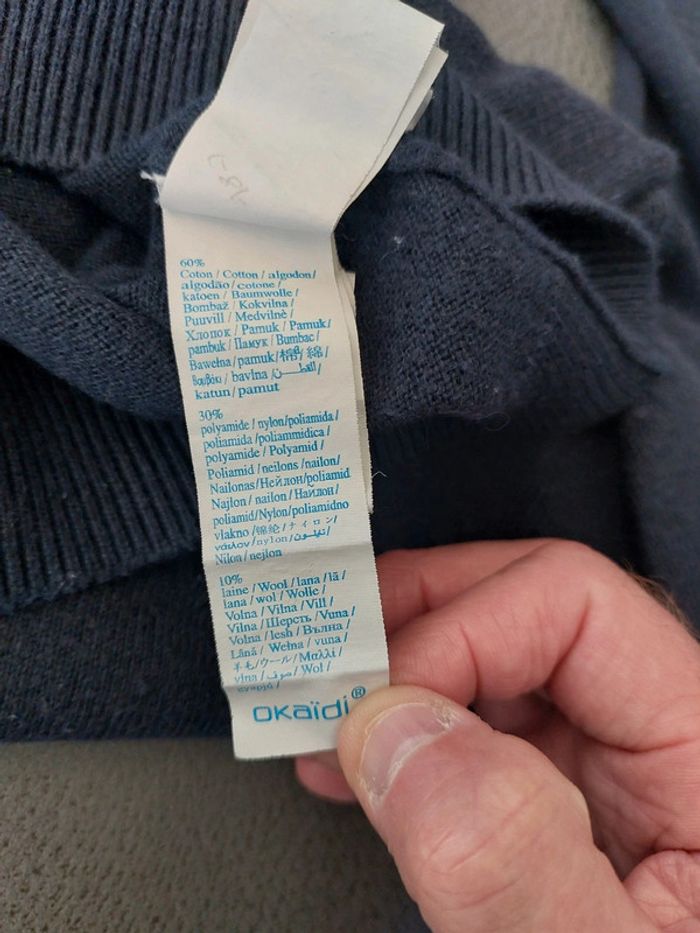 60%
Coton / Cotton / algodon/
algodão / cotone /
katoen / Baumwolle /
Bombaž / Kokvilna /
Puuvill / Medvilnė /
Хлопок / Pamuk / Pamuk/
pambuk / Памук / Bumbac /
Bawełna/pamuk/棉/ 綿 /
Βαμβάκι / bavlna / القطن /
katun / pamut
30%
polyamide / nylon/poliamida /
poliamida /poliammidica /
polyamide / Polyamid /
Poliamid / neilons /nailon/
Nailonas/Нейлон/poliamid
Najlon / nailon / Найлон /
poliamid/Nylon/poliamidno
vlakno /锦纶/ナイロン/
νάιλον/nylon/نايلون/
Nilon / nejlon
10%
laine / Wool / lana / lã /
lana / wol / Wolle /
Volna / Vilna / Vill /
Vilna /Шерсть / Vuna /
Volna / lesh / Вълна /
Lână / Wełna / vuna /
羊毛/ウール/ Μαλλί /
vlna / صوف / Wol /
OKAÏDI®